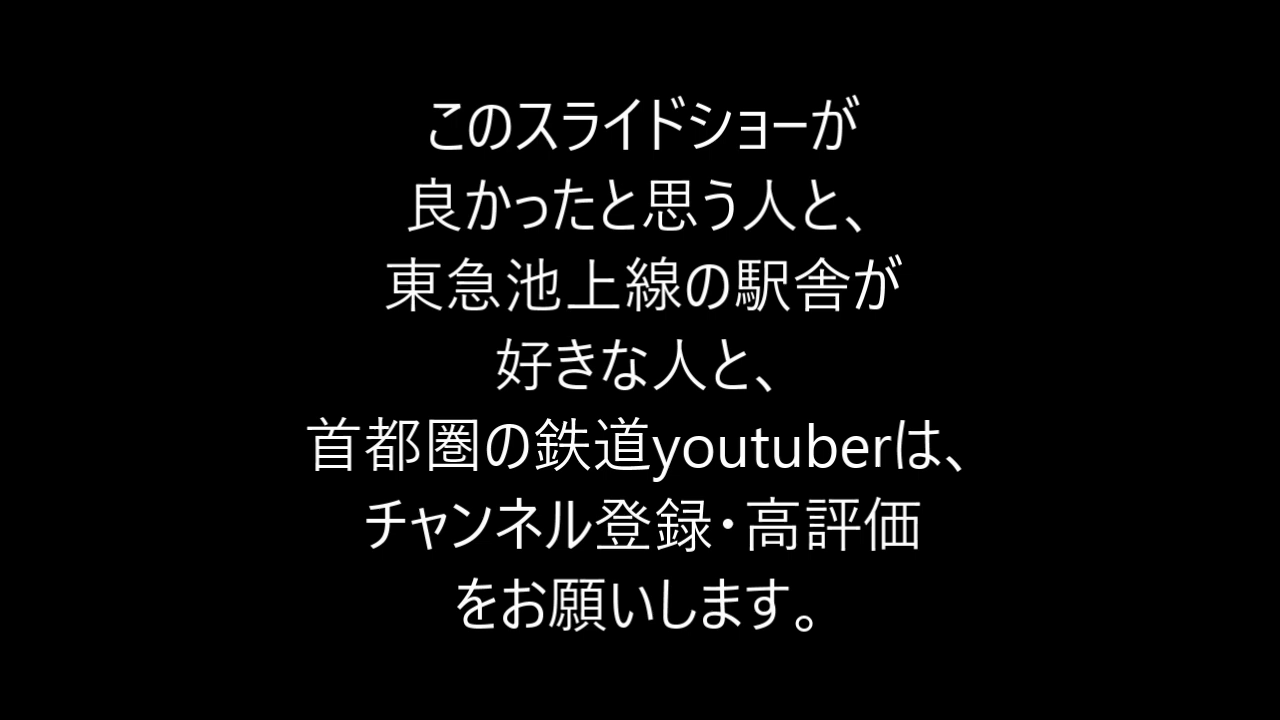 このスライドショーが
良かったと思う人と、
東急池上線の駅舎が
好きな人と、
首都圏の鉄道youtuberは、
チャンネル登録・高評価
をお願いします。